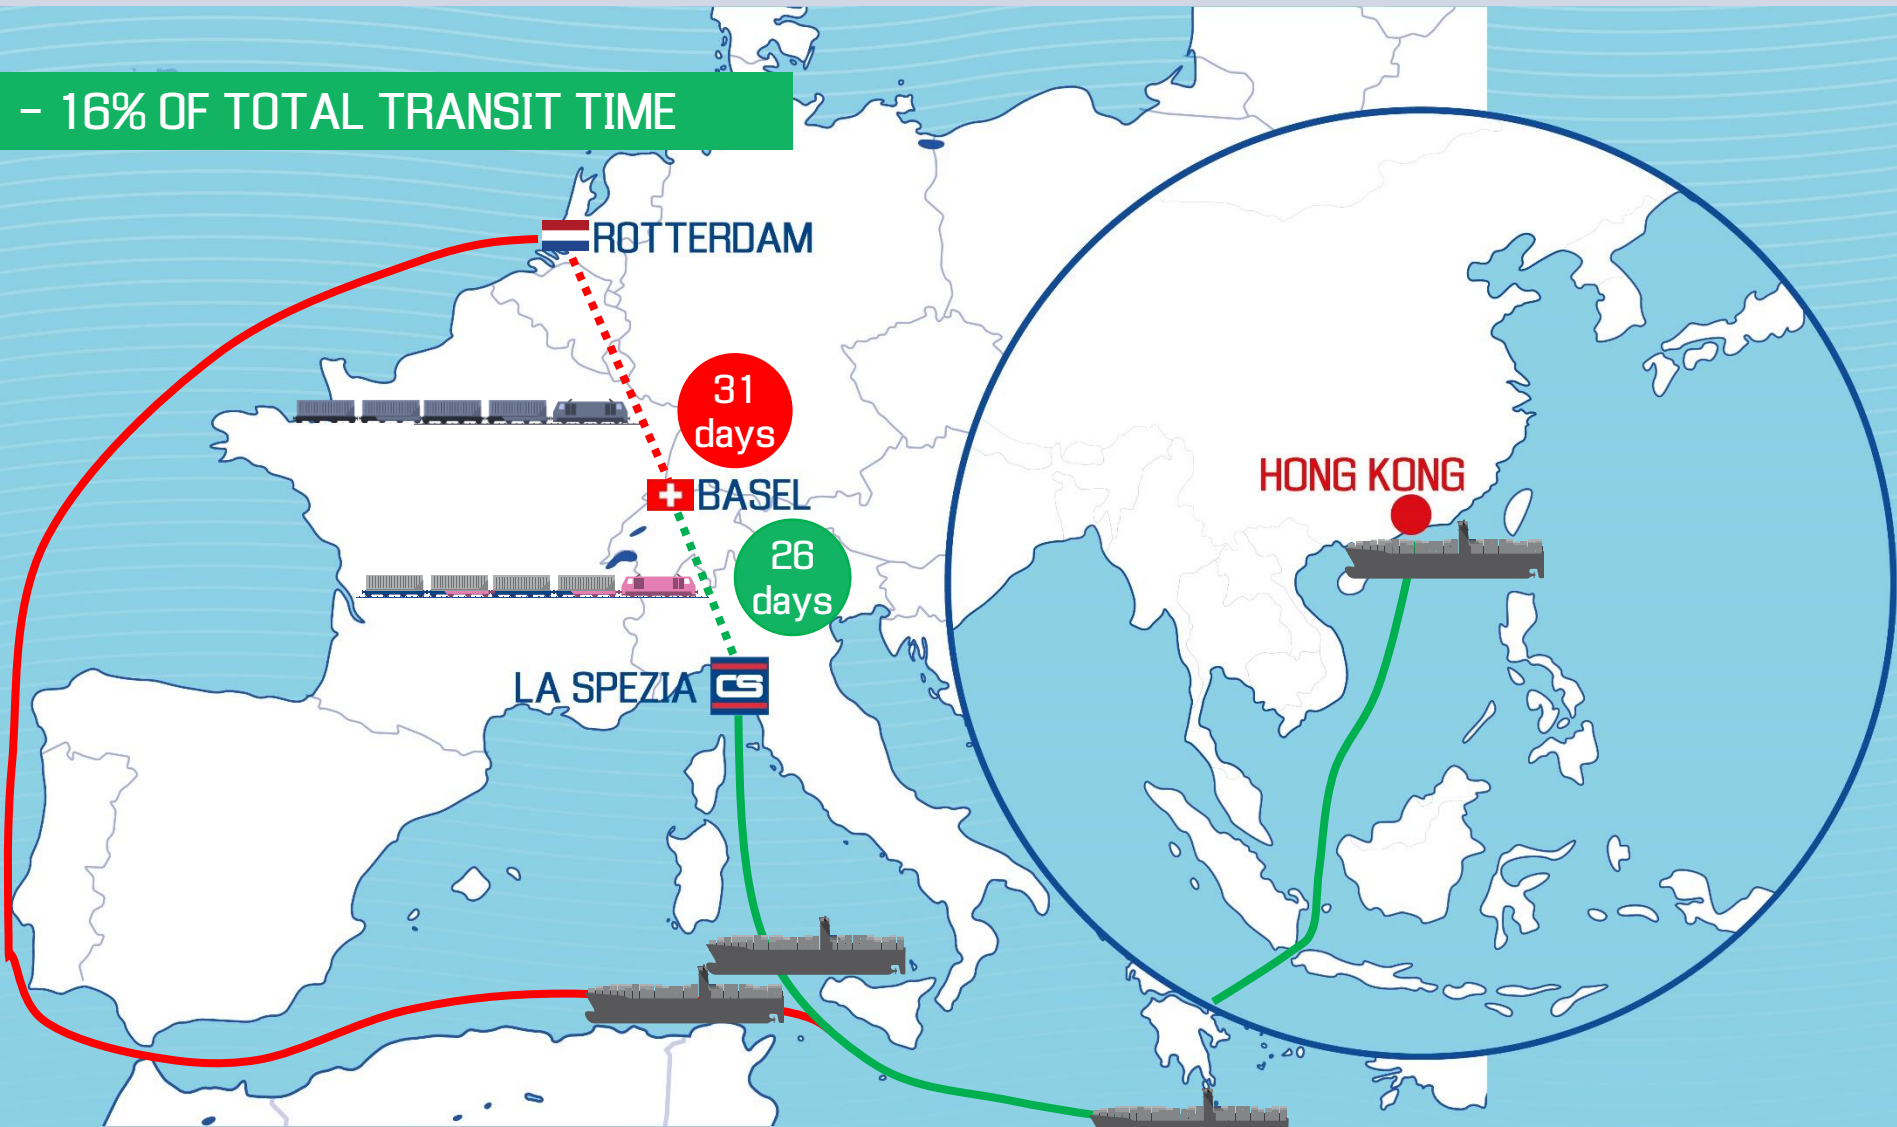 - 16% OF TOTAL TRANSIT TIME
ROTTERDAM
31
days
BASEL
HONG KONG
26
days
LA SPEZIA
CS